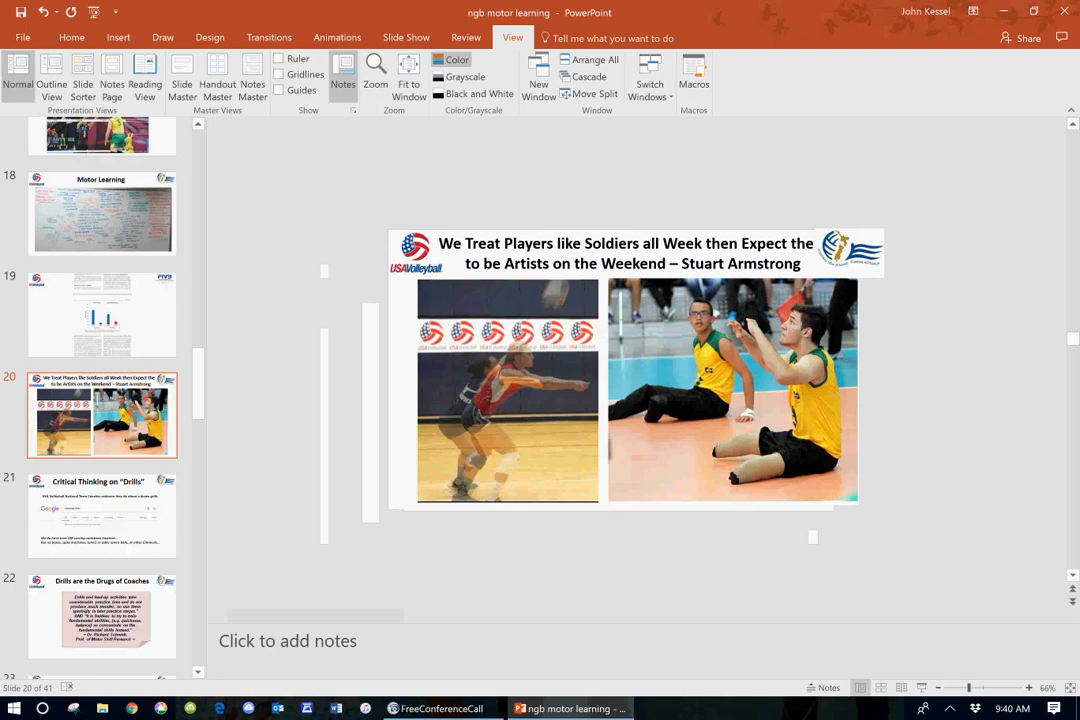 ngb motor learning - PowerPoint
John Kessel
File Home Insert Draw Design Transitions Animations Slide Show Review View Tell me what you want to do Share
Normal Outline View Slide Sorter Notes Page Reading View
Presentation Views
Slide Master Handout Master Notes Master
Master Views
Ruler
Gridlines
Guides
Show
Notes
Zoom Fit to Window
Zoom
Color
Grayscale
Black and White
Color/Grayscale
New Window
Arrange All
Cascade
Move Split
Switch Windows
Window
Macros
Macros
18
Motor Learning
19
FIVB
20
We Treat Players like Soldiers all Week then Expect the
to be Artists on the Weekend – Stuart Armstrong
21
Critical Thinking on "Drills"
Google
22
Drills are the Drugs of Coaches
23
We Treat Players like Soldiers all Week then Expect the
to be Artists on the Weekend – Stuart Armstrong
USAVolleyball
Click to add notes
Slide 20 of 41
Notes
66%
FreeConferenceCall
ngb motor learning - ...
9:40 AM